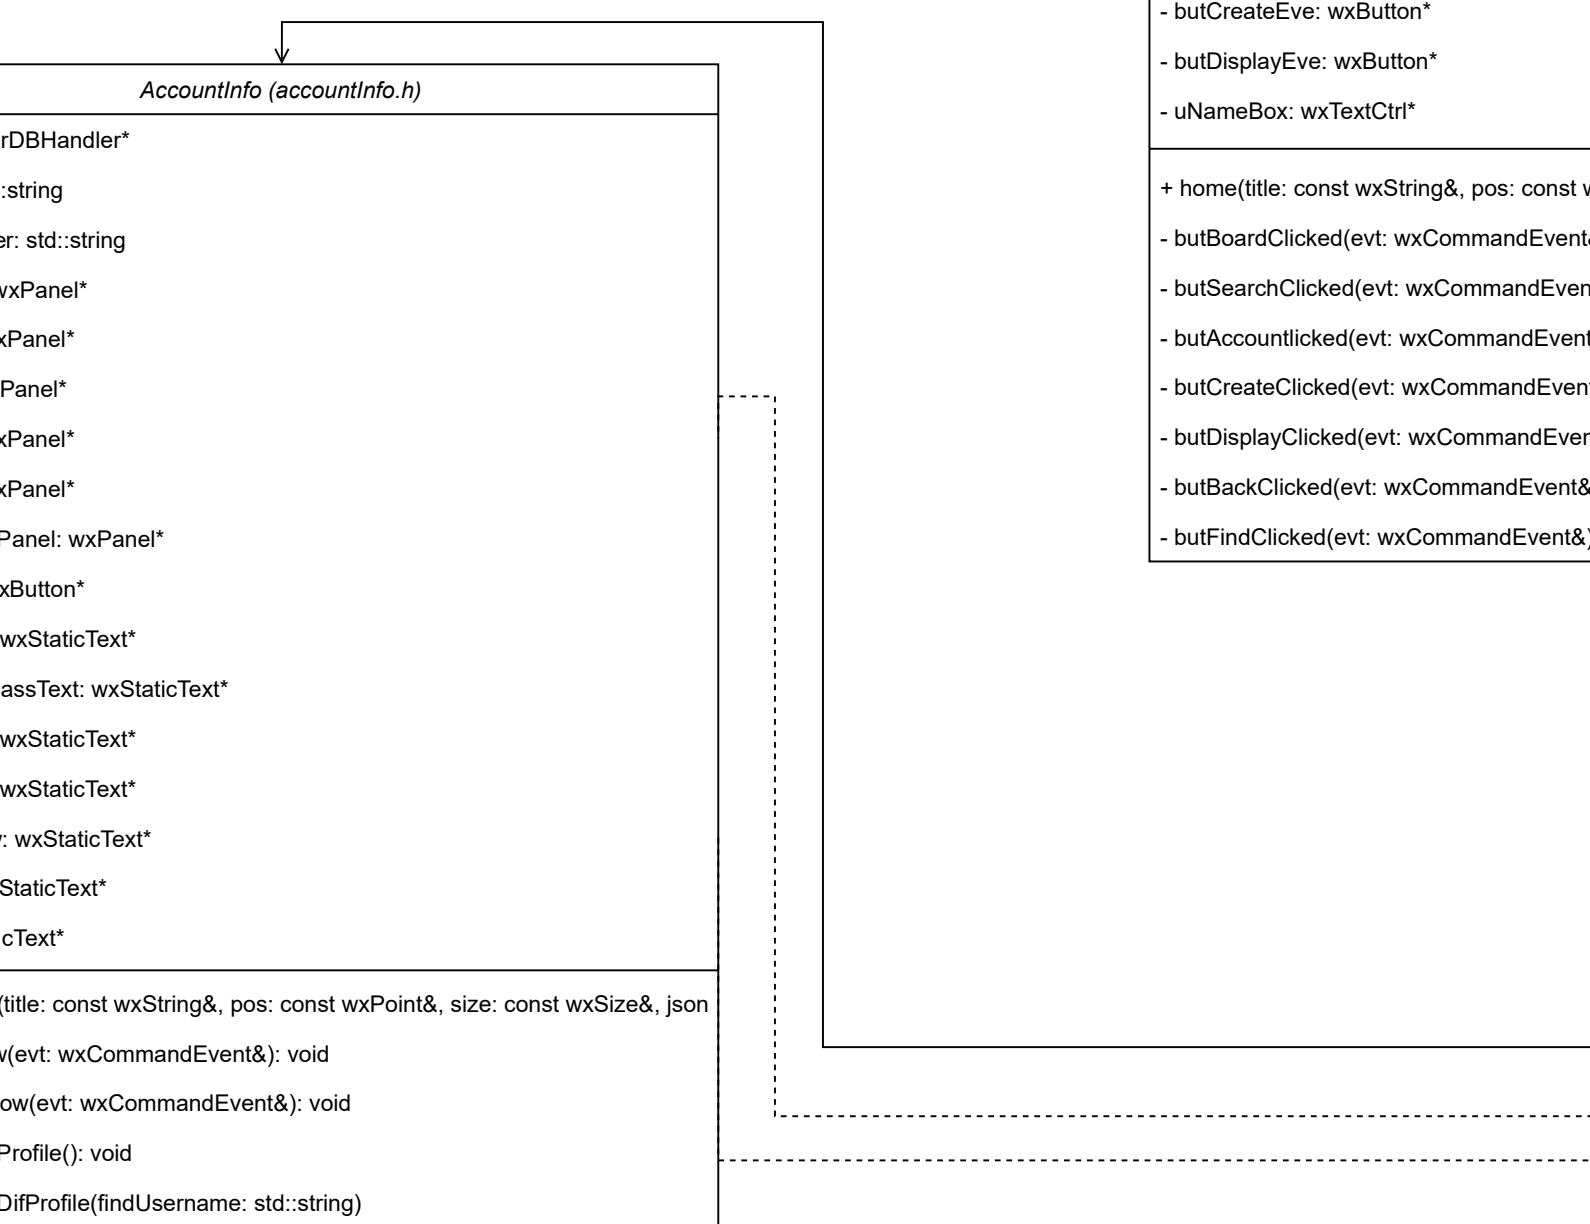 AccountInfo (accountInfo.h)
rDBHandler*
:string
er: std::string
wxPanel*
xPanel*
Panel*
xPanel*
xPanel*
Panel: wxPanel*
xButton*
wxStaticText*
assText: wxStaticText*
wxStaticText*
wxStaticText*
: wxStaticText*
StaticText*
cText*
(title: const wxString&, pos: const wxPoint&, size: const wxSize&, json
w(evt: wxCommandEvent&): void
ow(evt: wxCommandEvent&): void
Profile(): void
DifProfile(findUsername: std::string)
- butCreateEve: wxButton*
- butDisplayEve: wxButton*
- uNameBox: wxTextCtrl*
+ home(title: const wxString&, pos: const w
- butBoardClicked(evt: wxCommandEvent&
- butSearchClicked(evt: wxCommandEven
- butAccountlicked(evt: wxCommandEvent
- butCreateClicked(evt: wxCommandEvent
- butDisplayClicked(evt: wxCommandEven
- butBackClicked(evt: wxCommandEvent&
- butFindClicked(evt: wxCommandEvent&)